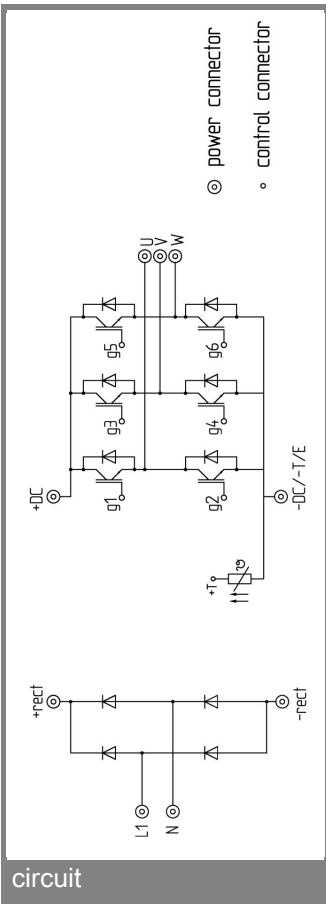 +rect
-rect
L1
N
+DC
-DC/-T/E
+T
ϑ
g1
g2
g3
g4
g5
g6
U
V
W
power connector
control connector
circuit